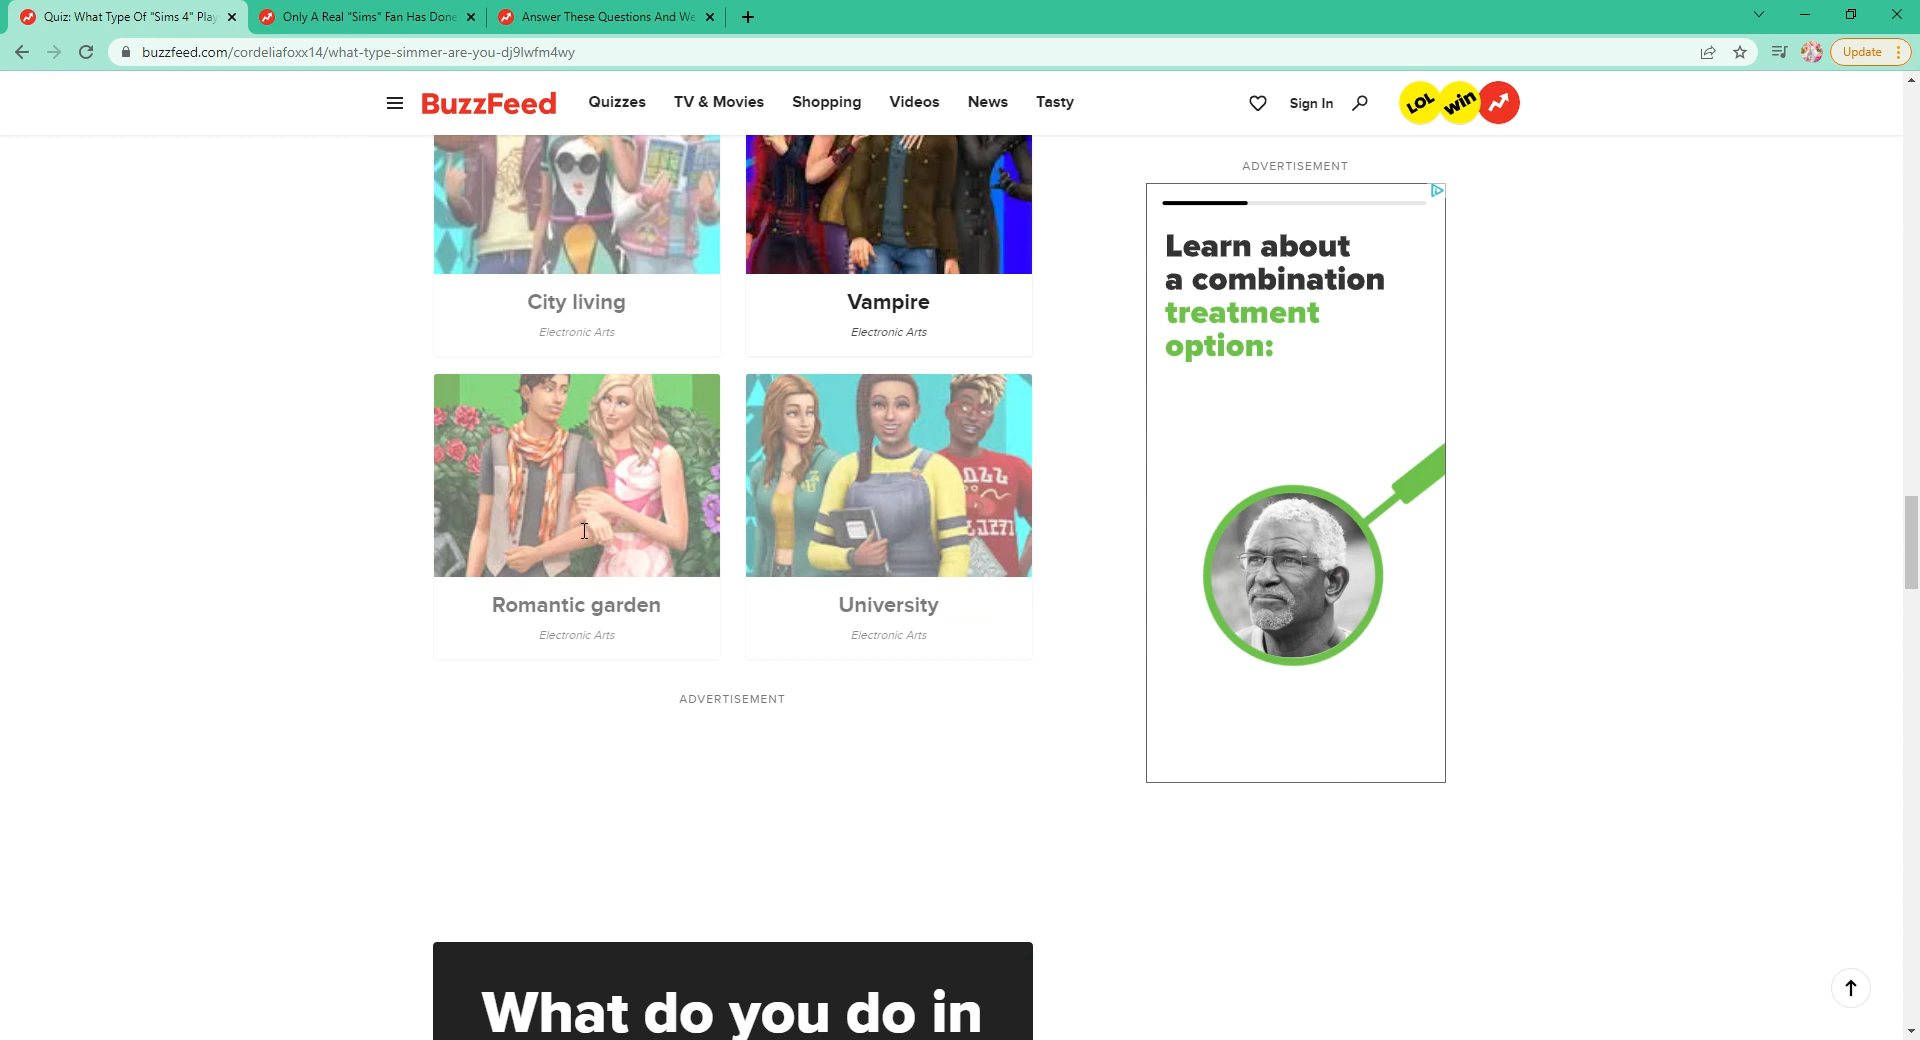 Quiz: What Type Of "Sims 4" Play
Only A Real "Sims" Fan Has Done
Answer These Questions And We
buzzfeed.com/cordeliafoxx14/what-type-simmer-are-you-dj9lwfm4wy
Update
BuzzFeed
Quizzes
TV & Movies
Shopping
Videos
News
Tasty
Sign In
LOL
win
City living
Electronic Arts
Vampire
Electronic Arts
Romantic garden
Electronic Arts
University
Electronic Arts
ADVERTISEMENT
What do you do in
ADVERTISEMENT
Learn about
a combination
treatment
option: